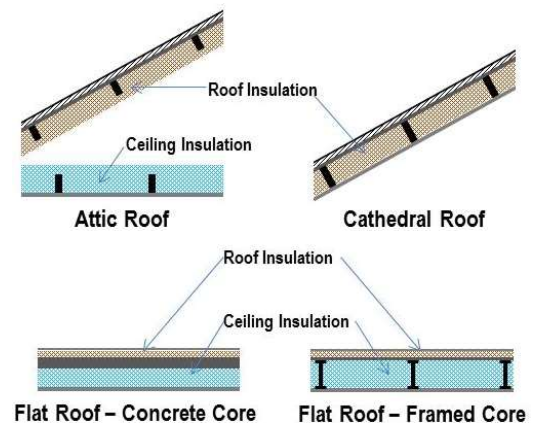 Roof Insulation
Ceiling Insulation
Attic Roof
Cathedral Roof
Roof Insulation
Ceiling Insulation
Flat Roof – Concrete Core
Flat Roof – Framed Core